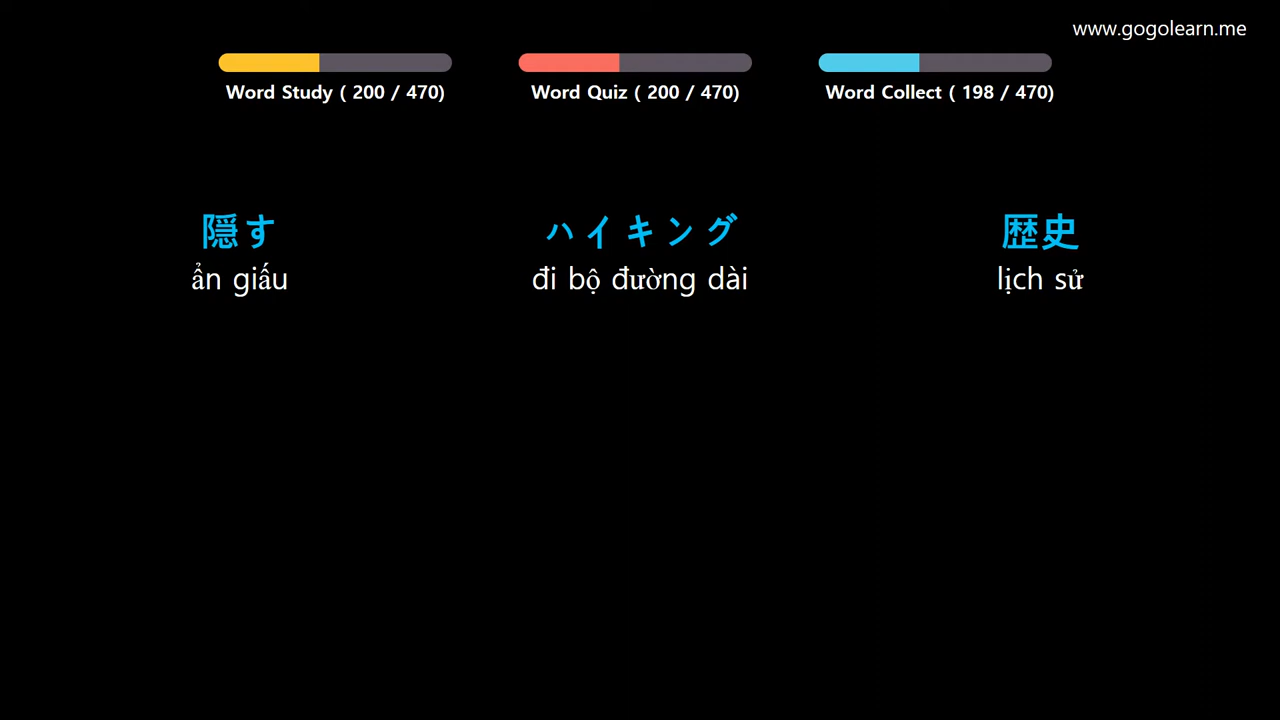 www.gogolearn.me
Word Study ( 200 / 470)
Word Quiz ( 200 / 470)
Word Collect ( 198 / 470)
隠す
ẩn giấu
ハイキング
đi bộ đường dài
歴史
lịch sử